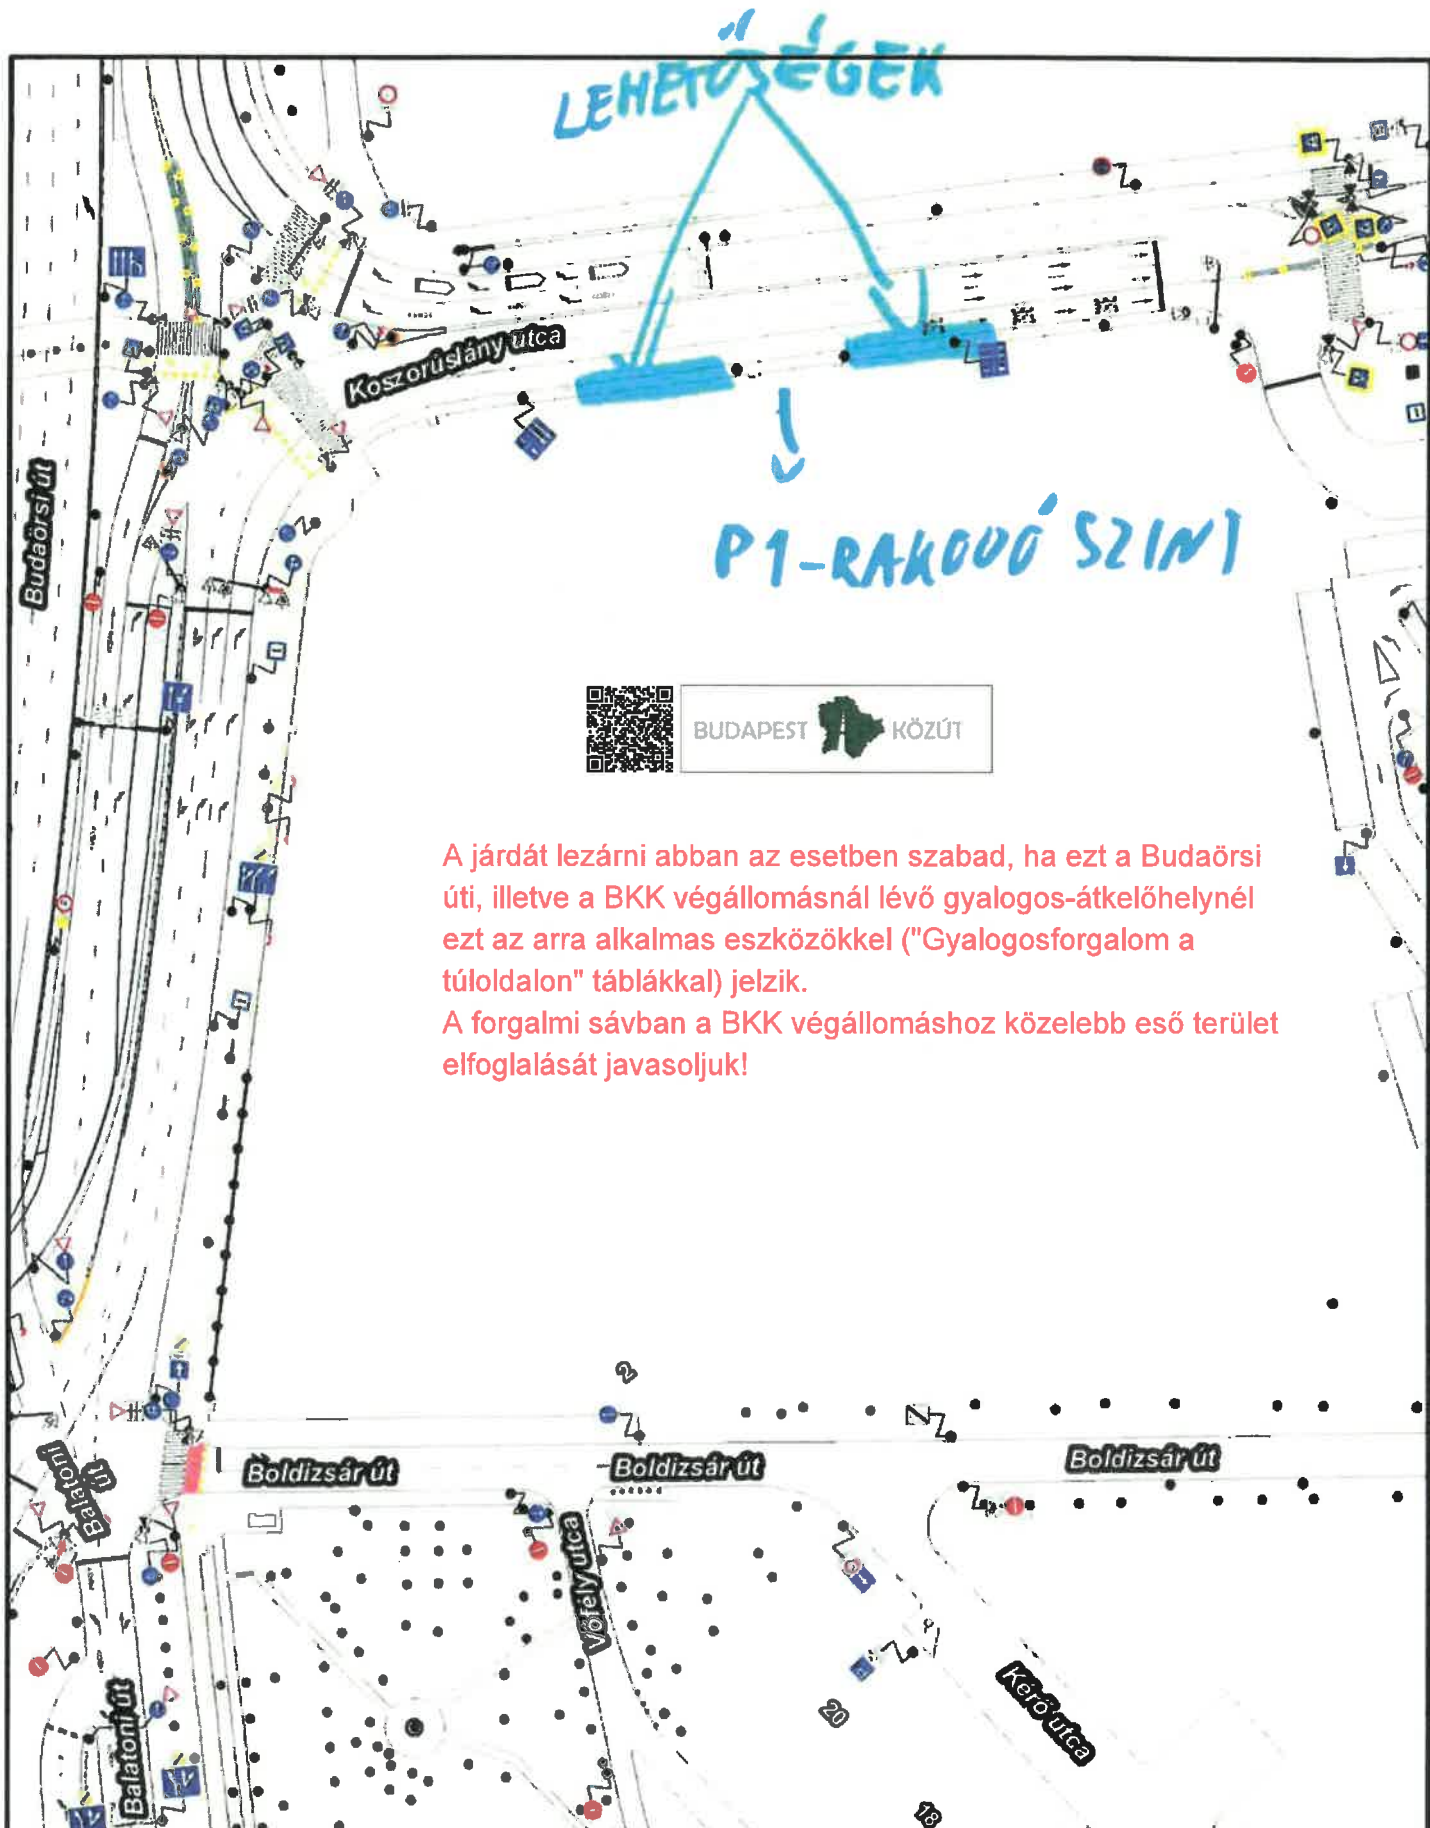 LEHETŐSÉGEK
Koszorúslány utca
Budaörsi út
P1-RAKODÓ SZINT
BUDAPEST KÖZÚT
A járdát lezárni abban az esetben szabad, ha ezt a Budaörsi
úti, illetve a BKK végállomásnál lévő gyalogos-átkelőhelynél
ezt az arra alkalmas eszközökkel ("Gyalogosforgalom a
túloldalon" táblákkal) jelzik.
A forgalmi sávban a BKK végállomáshoz közelebb eső terület
elfoglalását javasoljuk!
2
Balatoni
út
Boldizsár út
Boldizsár út
Boldizsár út
Vőfély utca
Kérő utca
Balatoni út
20
18